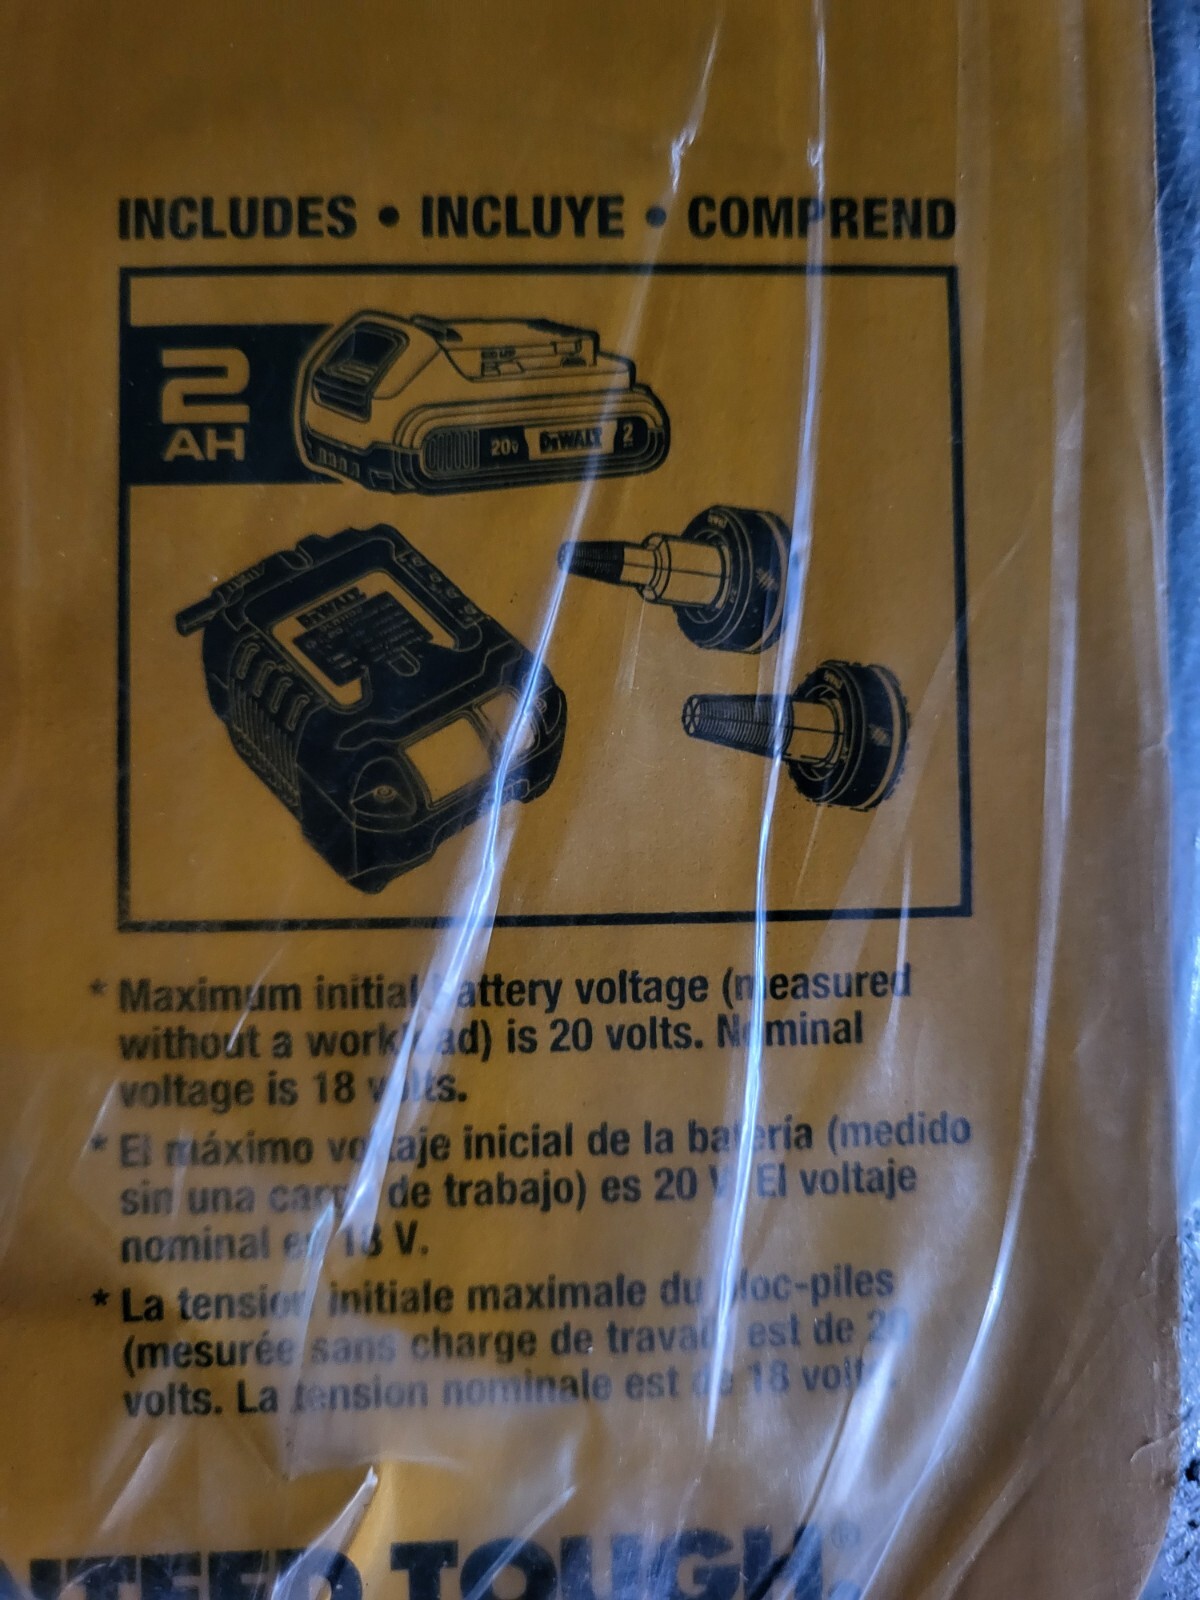 INCLUDES • INCLUYE • COMPREND
2
AH
20v DeWALT 2
DeWALT
* Maximum initial battery voltage (measured
without a workload) is 20 volts. Nominal
voltage is 18 volts.
* El máximo voltaje inicial de la batería (medido
sin una carga de trabajo) es 20 V. El voltaje
nominal es 18 V.
* La tension initiale maximale du bloc-piles
(mesurée sans charge de travail) est de 20
volts. La tension nominale est de 18 volts.
NTEED TOUGH®